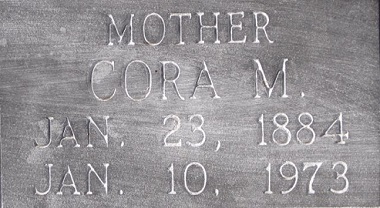 MOTHER
CORA M.
JAN. 23, 1884
JAN. 10, 1973